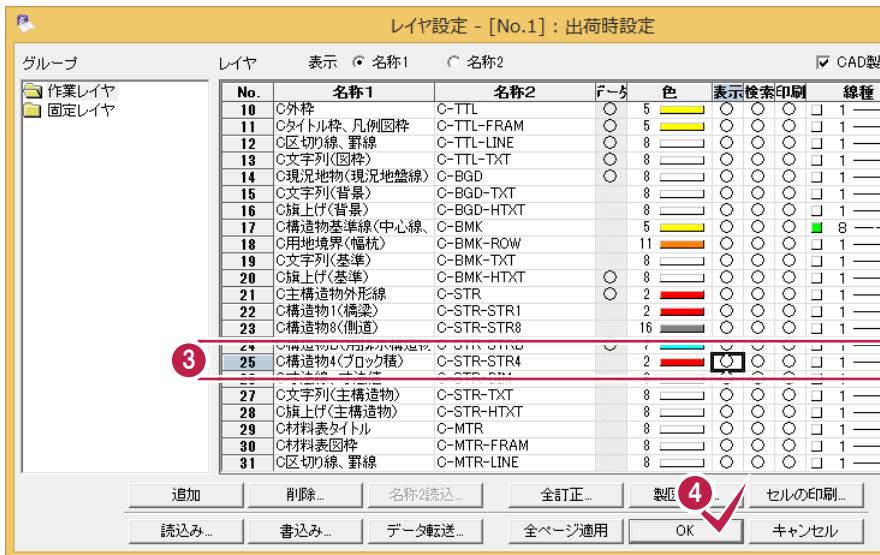 レイヤ設定 - [No.1] : 出荷時設定
グループ レイヤ 表示 名称1 名称2 CAD製
作業レイヤ
固定レイヤ
No. 名称1 名称2 データ 色 表示 検索 印刷 線種
10 C外枠 C-TTL 5 1
11 Cタイトル枠、凡例図枠 C-TTL-FRAM 5 1
12 C区切り線、罫線 C-TTL-LINE 8 1
13 C文字列(図枠) C-TTL-TXT 8 1
14 C現況地物(現況地盤線) C-BGD 8 1
15 C文字列(背景) C-BGD-TXT 8 1
16 C旗上げ(背景) C-BGD-HTXT 8 1
17 C構造物基準線(中心線、 C-BMK 5 8
18 C用地境界(幅杭) C-BMK-ROW 11 1
19 C文字列(基準) C-BMK-TXT 8 1
20 C旗上げ(基準) C-BMK-HTXT 8 1
21 C主構造物外形線 C-STR 2 1
22 C構造物1(橋梁) C-STR-STR1 2 1
23 C構造物8(側道) C-STR-STR8 16 1
3
25 C構造物4(ブロック積) C-STR-STR4 2 1
27 C文字列(主構造物) C-STR-TXT 8 1
28 C旗上げ(主構造物) C-STR-HTXT 8 1
29 C材料表タイトル C-MTR 8 1
30 C材料表図枠 C-MTR-FRAM 8 1
31 C区切り線、罫線 C-MTR-LINE 8 1
追加 削除... 名称2読込... 全訂正... 4 セルの印刷...
読込み... 書込み... データ転送... 全ページ適用 OK キャンセル